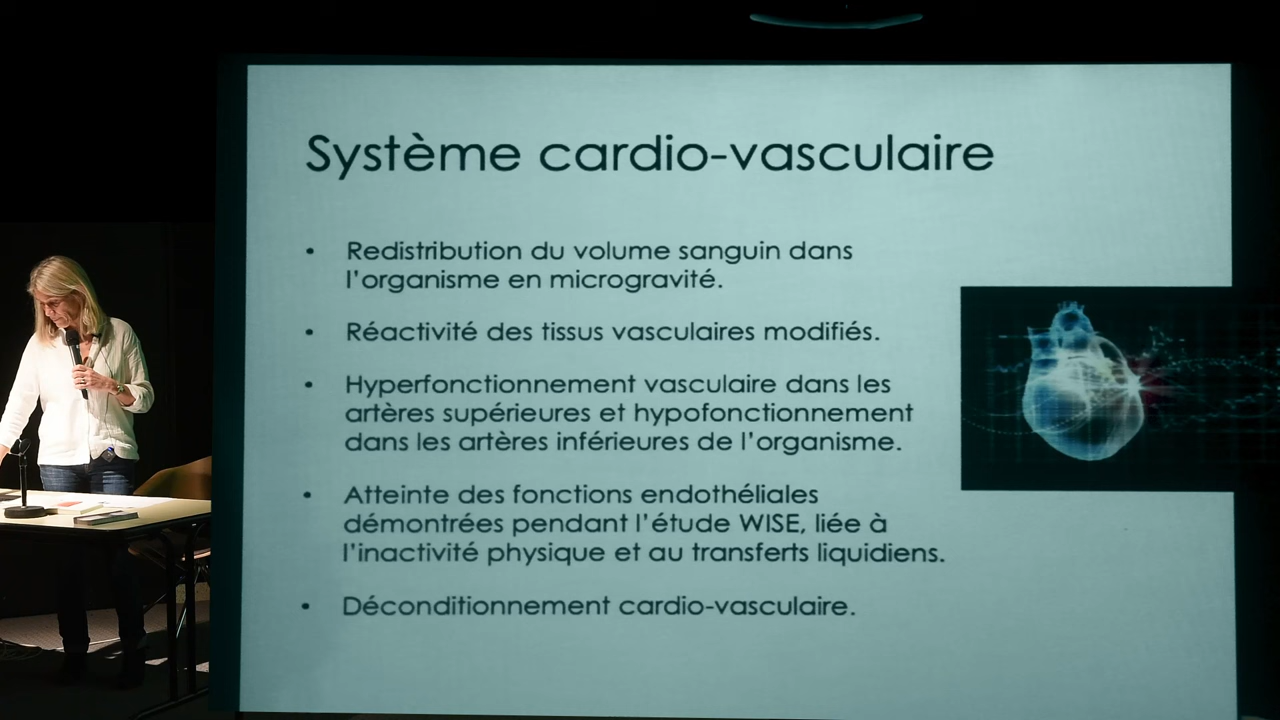 Système cardio-vasculaire
• Redistribution du volume sanguin dans
l'organisme en microgravité.
• Réactivité des tissus vasculaires modifiés.
• Hyperfonctionnement vasculaire dans les
artères supérieures et hypofonctionnement
dans les artères inférieures de l'organisme.
• Atteinte des fonctions endothéliales
démontrées pendant l'étude WISE, liée à
l'inactivité physique et au transferts liquidiens.
• Déconditionnement cardio-vasculaire.